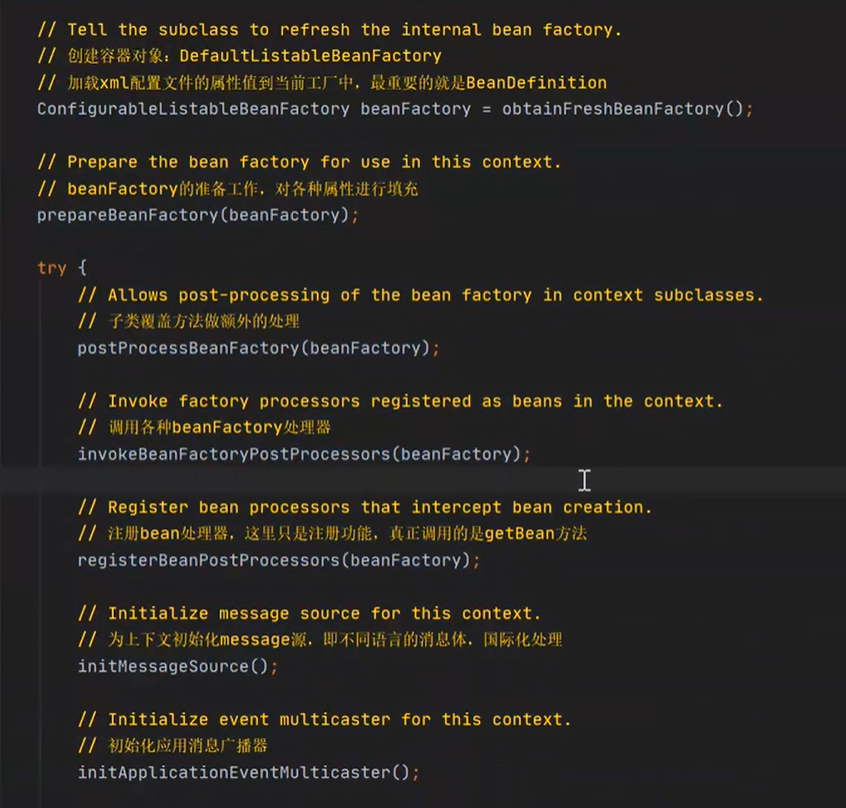 // Tell the subclass to refresh the internal bean factory.
// 创建容器对象：DefaultListableBeanFactory
// 加载xml配置文件的属性值到当前工厂中，最重要的就是BeanDefinition
ConfigurableListableBeanFactory beanFactory = obtainFreshBeanFactory();
// Prepare the bean factory for use in this context.
// beanFactory的准备工作，对各种属性进行填充
prepareBeanFactory(beanFactory);
try {
// Allows post-processing of the bean factory in context subclasses.
// 子类覆盖方法做额外的处理
postProcessBeanFactory(beanFactory);
// Invoke factory processors registered as beans in the context.
// 调用各种beanFactory处理器
invokeBeanFactoryPostProcessors(beanFactory);
// Register bean processors that intercept bean creation.
// 注册bean处理器，这里只是注册功能，真正调用的是getBean方法
registerBeanPostProcessors(beanFactory);
// Initialize message source for this context.
// 为上下文初始化message源，即不同语言的消息体，国际化处理
initMessageSource();
// Initialize event multicaster for this context.
// 初始化应用消息广播器
initApplicationEventMulticaster();